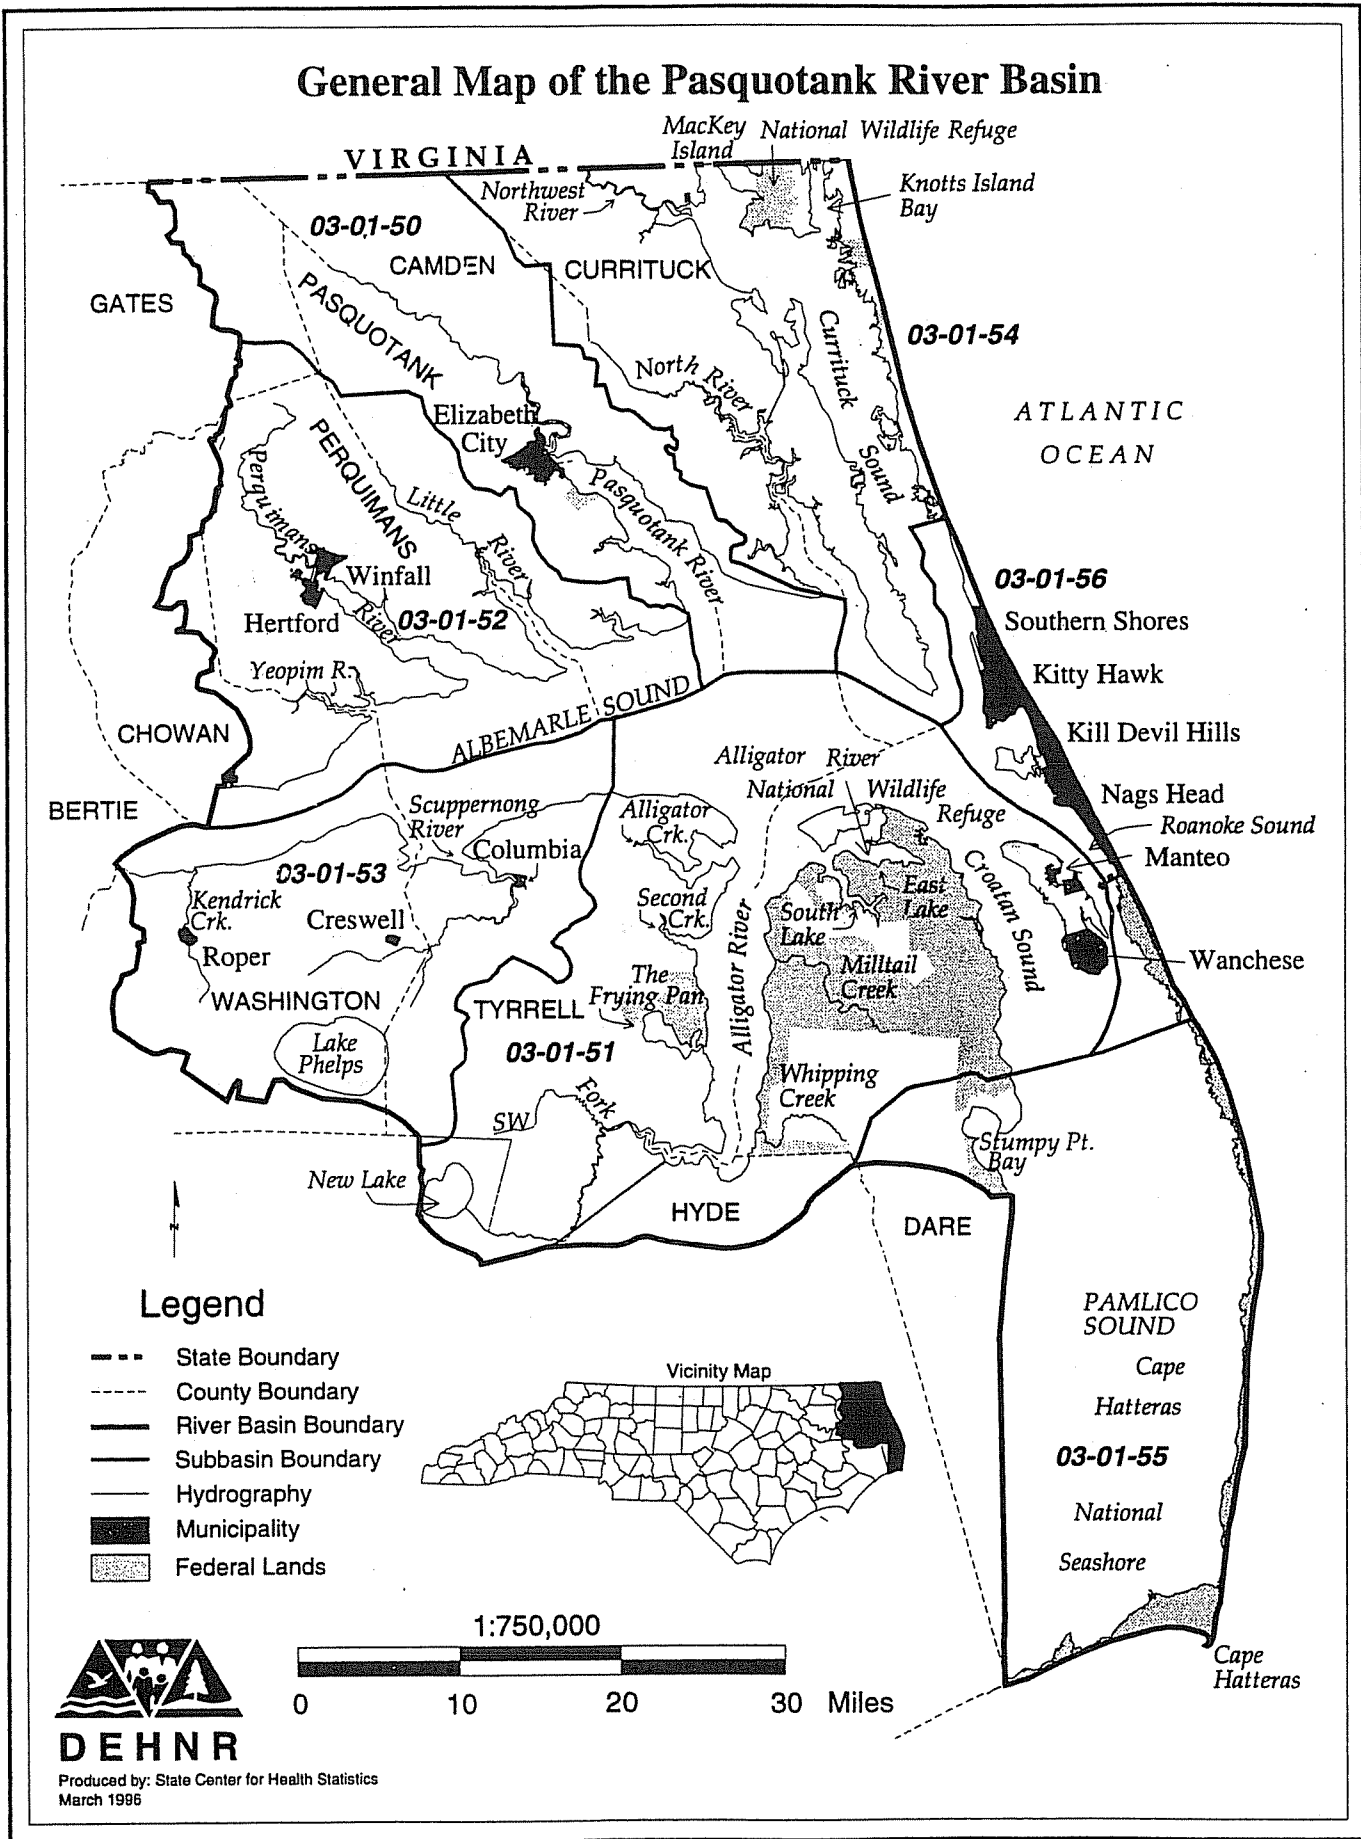 General Map of the Pasquotank River Basin
MacKey
Island
National Wildlife Refuge
VIRGINIA
Northwest
River
Knotts Island
Bay
03-01-50
CAMDEN
CURRITUCK
GATES
PASQUOTANK
Currituck
Sound
03-01-54
North River
ATLANTIC
OCEAN
Elizabeth
City
PERQUIMANS
Perquimans
River
Little
River
Pasquotank River
Winfall
Hertford
03-01-52
03-01-56
Southern Shores
Kitty Hawk
Yeopim R.
ALBEMARLE SOUND
CHOWAN
Kill Devil Hills
Alligator River
National Wildlife
Refuge
BERTIE
Scuppernong
River
Alligator
Crk.
Nags Head
Roanoke Sound
Manteo
Columbia
03-01-53
Kendrick
Crk.
Creswell
Second
Crk.
East
Lake
South
Lake
Croatan Sound
Roper
Alligator River
Milltail
Creek
Wanchese
The
Frying Pan
WASHINGTON
TYRRELL
Lake
Phelps
03-01-51
Whipping
Creek
SW
Fork
Stumpy Pt.
Bay
New Lake
N
HYDE
DARE
Legend
State Boundary
County Boundary
River Basin Boundary
Subbasin Boundary
Hydrography
Municipality
Federal Lands
Vicinity Map
PAMLICO
SOUND
Cape
Hatteras
03-01-55
National
Seashore
1:750,000
0 10 20 30 Miles
Cape
Hatteras
DEHNR
Produced by: State Center for Health Statistics
March 1996